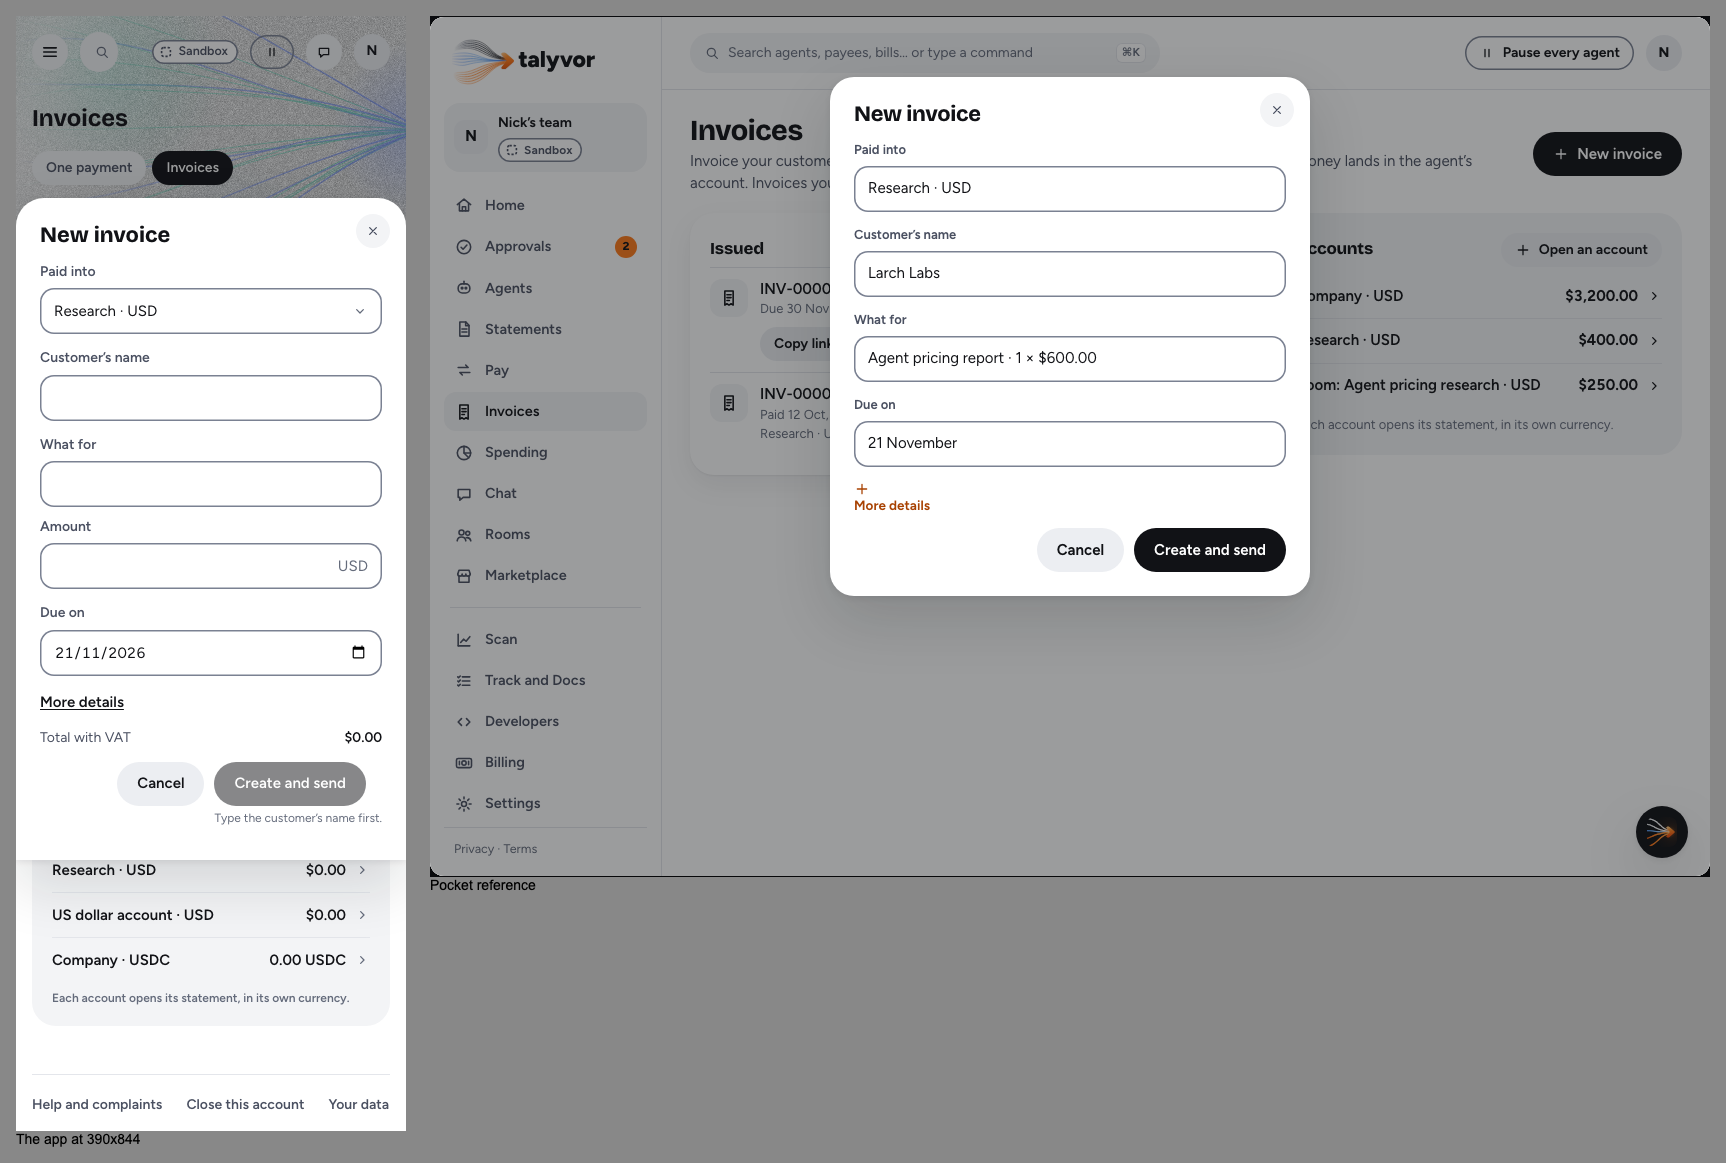 Sandbox
N
Invoices
One payment
Invoices
New invoice
Paid into
Research · USD
Customer's name
What for
Amount
USD
Due on
21/11/2026
More details
Total with VAT
$0.00
Cancel
Create and send
Type the customer's name first.
Research · USD
$0.00
US dollar account · USD
$0.00
Company · USDC
0.00 USDC
Each account opens its statement, in its own currency.
Help and complaints
Close this account
Your data
The app at 390x844
talyvor
N
Nick's team
Sandbox
Home
Approvals
2
Agents
Statements
Pay
Invoices
Spending
Chat
Rooms
Marketplace
Scan
Track and Docs
Developers
Billing
Settings
Privacy · Terms
Search agents, payees, bills... or type a command
⌘K
Pause every agent
N
Invoices
Invoice your custome
oney lands in the agent's
account. Invoices you
New invoice
Issued
INV-0000
Due 30 Nov
Copy link
INV-0000
Paid 12 Oct,
Research · U
New invoice
Paid into
Research · USD
Customer's name
Larch Labs
What for
Agent pricing report · 1 × $600.00
Due on
21 November
More details
Cancel
Create and send
ccounts
Open an account
ompany · USD
$3,200.00
esearch · USD
$400.00
oom: Agent pricing research · USD
$250.00
ch account opens its statement, in its own currency.
Pocket reference